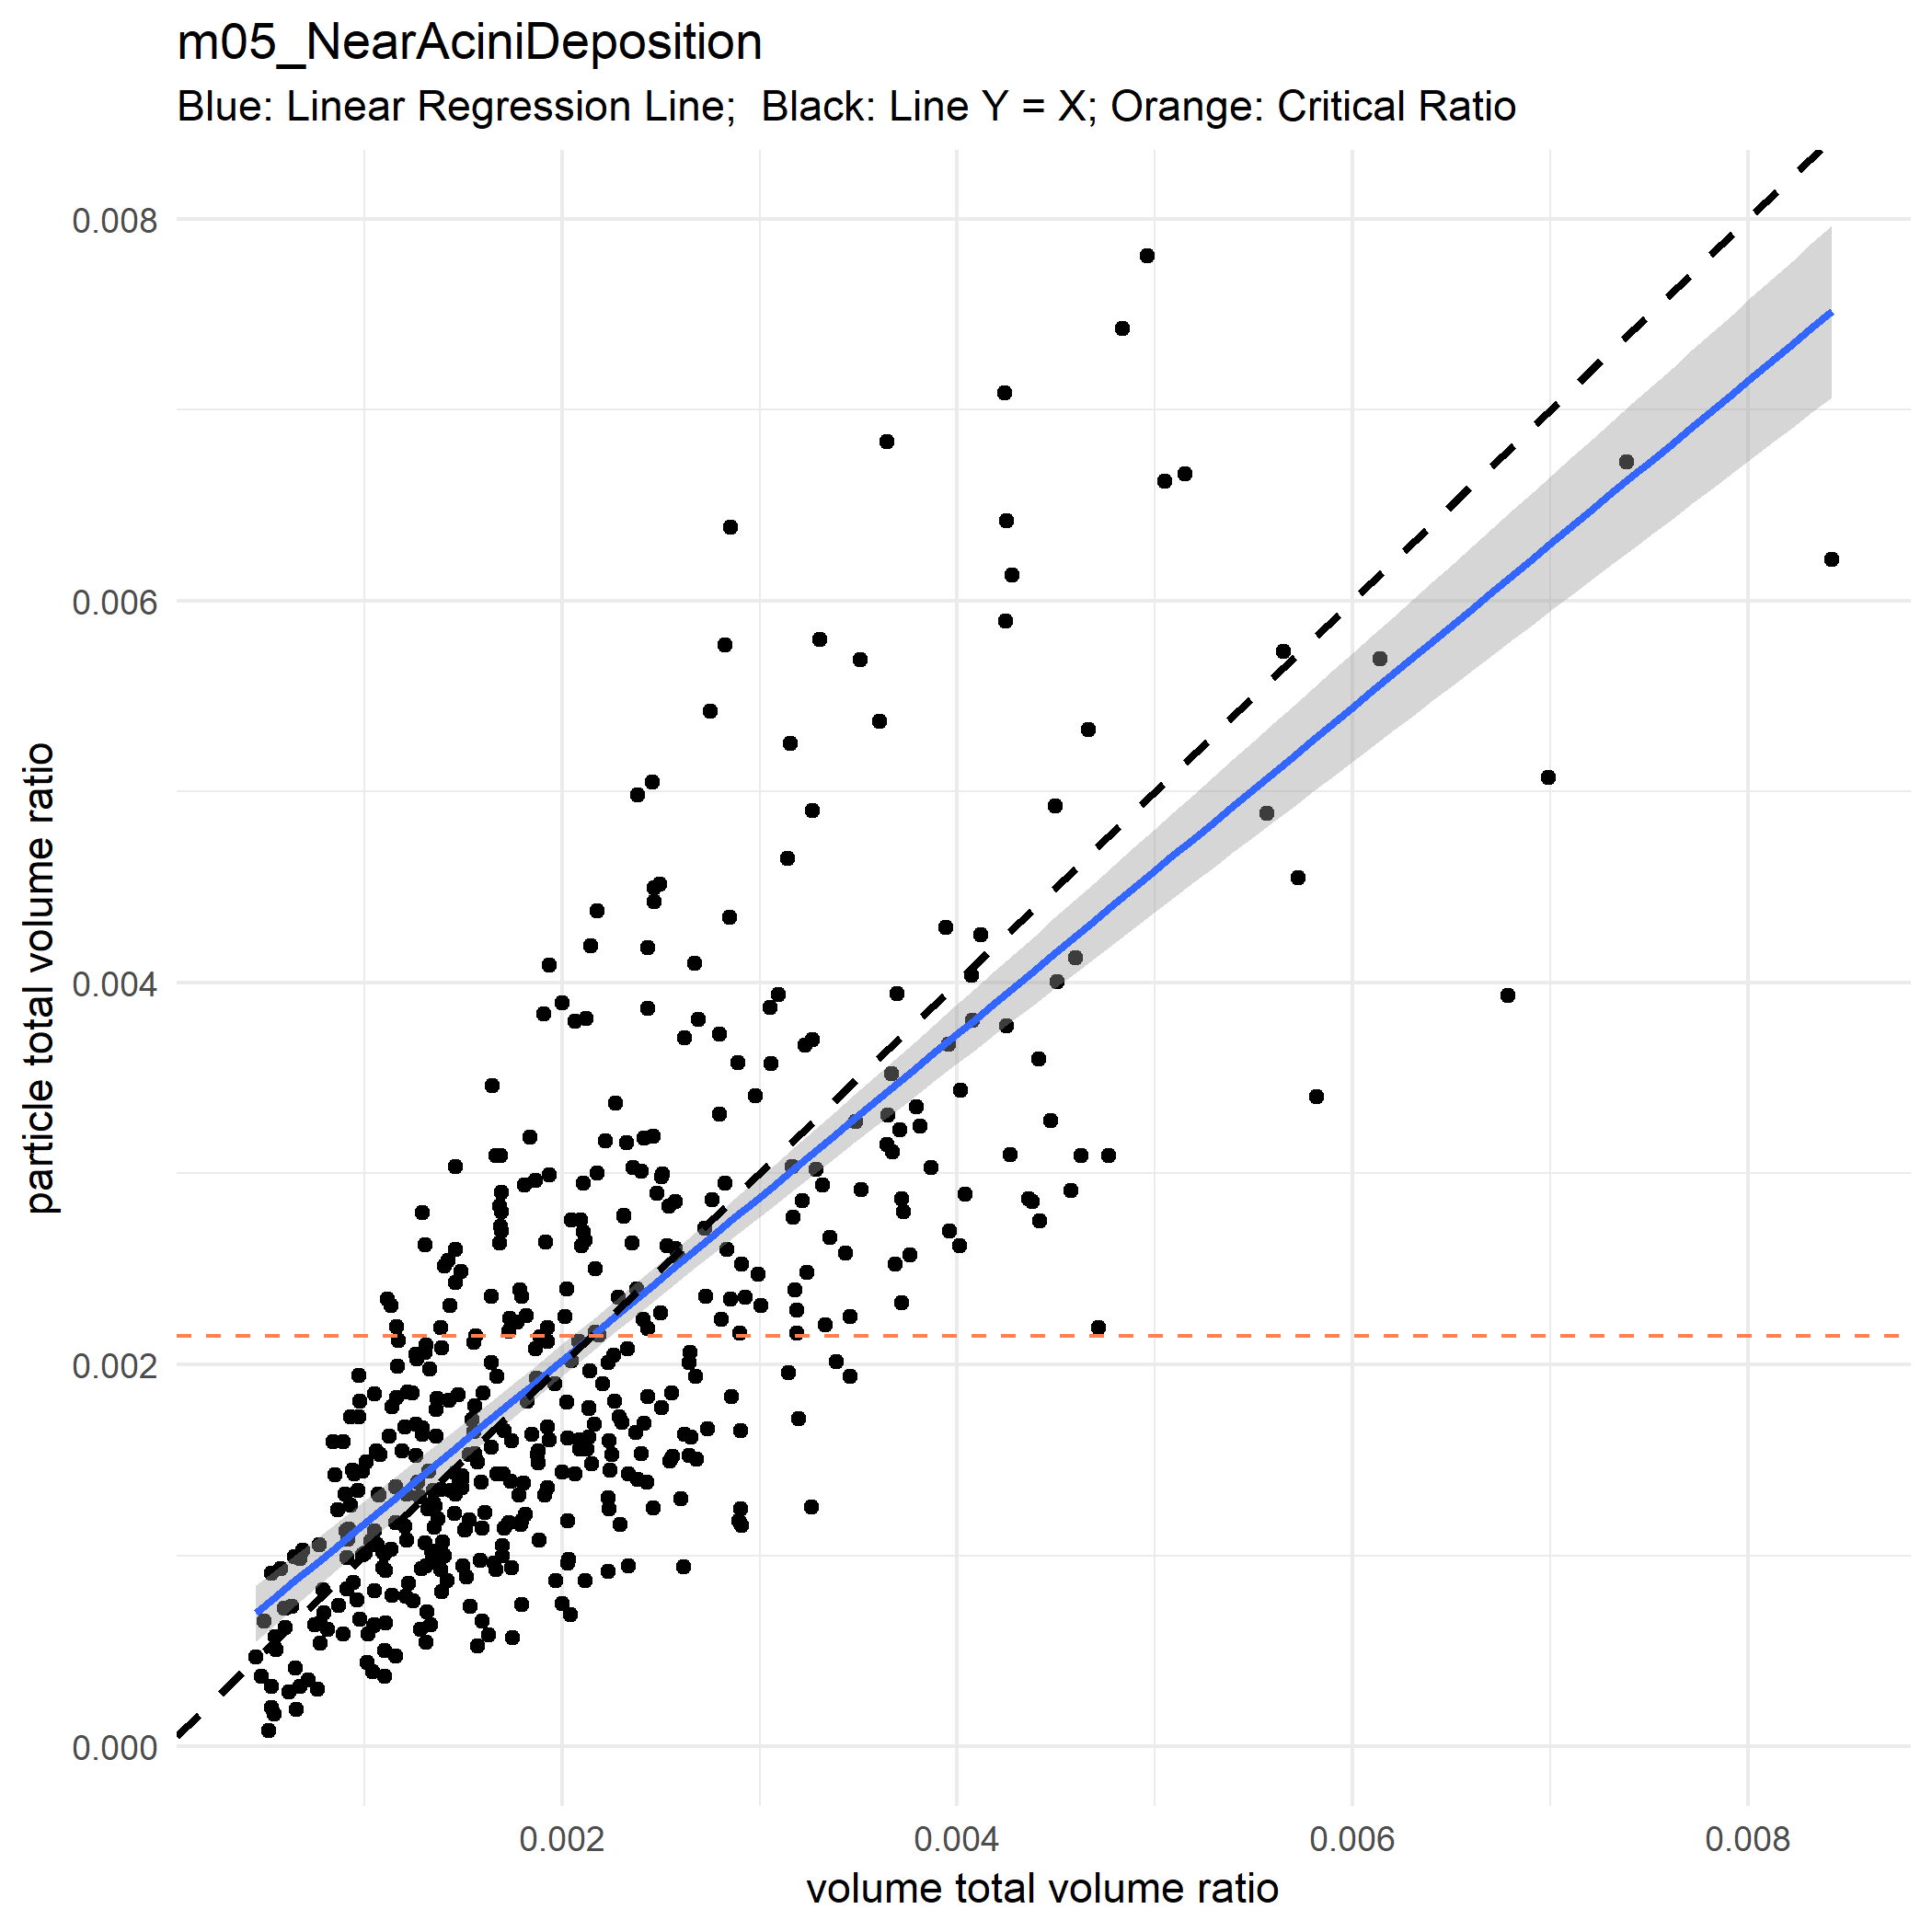 m05_NearAciniDeposition
Blue: Linear Regression Line;  Black: Line Y = X; Orange: Critical Ratio
0.008
0.006
0.004
0.002
0.000
particle total volume ratio
0.002
0.004
0.006
0.008
volume total volume ratio